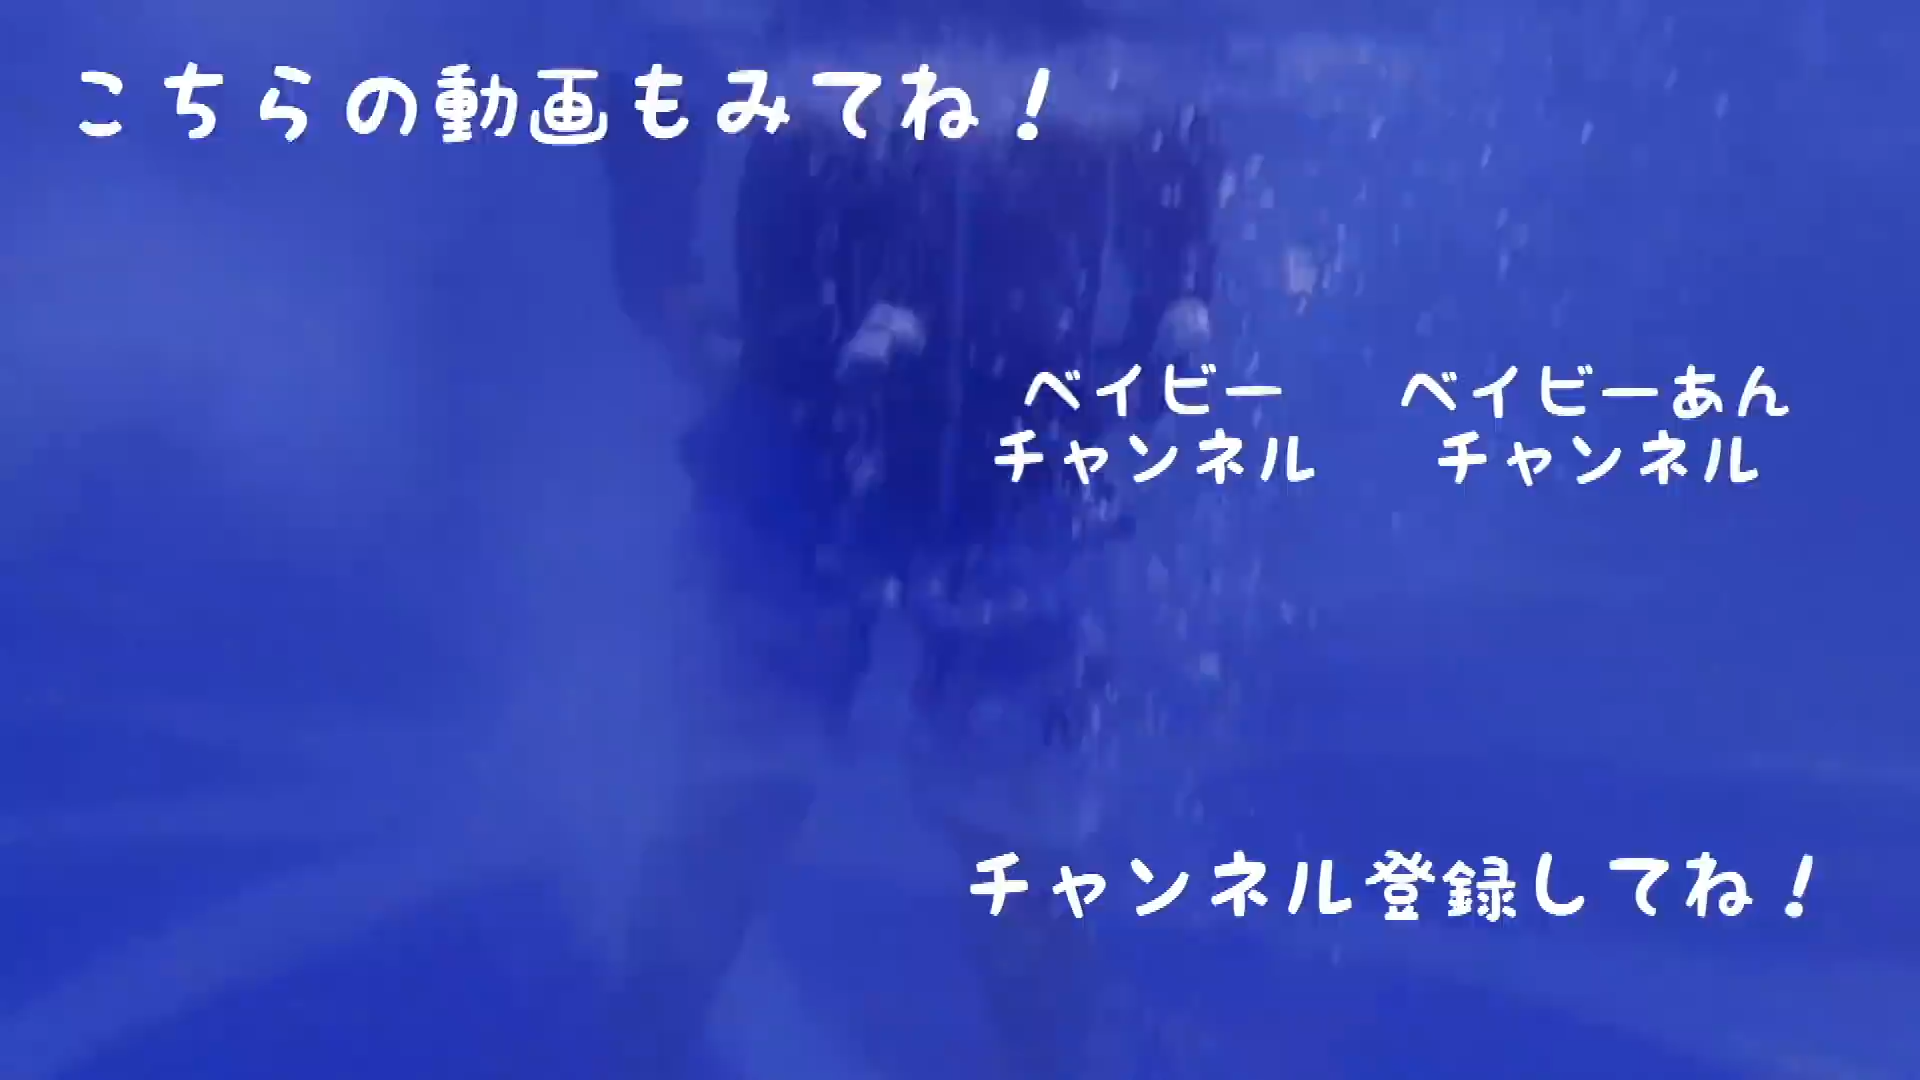 こちらの動画もみてね！
ベイビー
チャンネル
ベイビーあん
チャンネル
チャンネル登録してね！